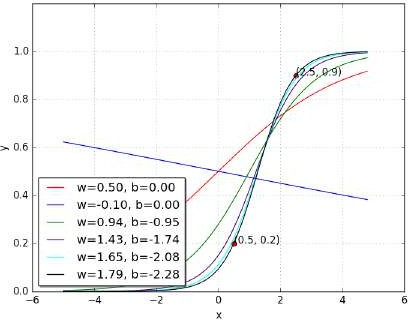 1.0
0.8
(2.5, 0.9)
0.6
y
0.4
0.2
(0.5, 0.2)
0.0
w=0.50, b=0.00
w=-0.10, b=0.00
w=0.94, b=-0.95
w=1.43, b=-1.74
w=1.65, b=-2.08
w=1.79, b=-2.28
−6 −4 −2 0 2 4 6
x